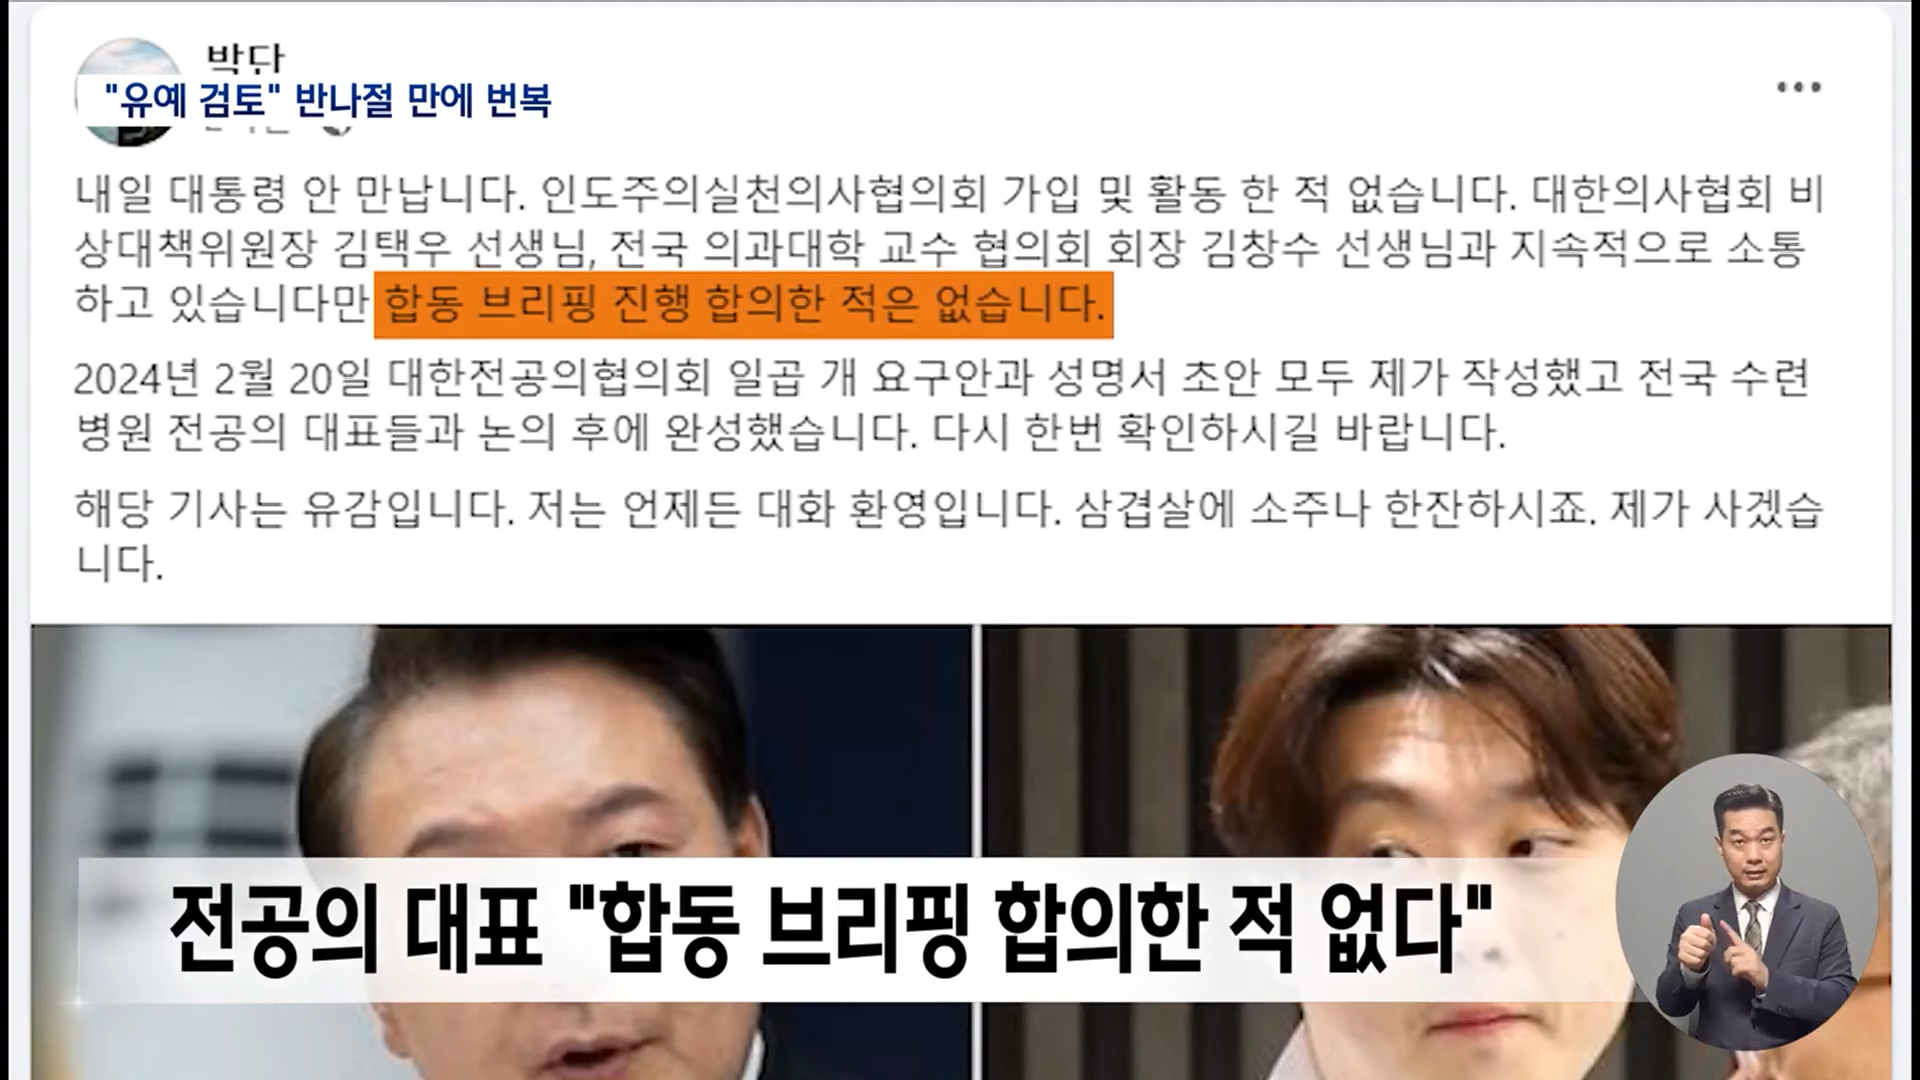 박단
"유예 검토" 반나절 만에 번복
내일 대통령 안 만납니다. 인도주의실천의사협의회 가입 및 활동 한 적 없습니다. 대한의사협회 비
상대책위원장 김택우 선생님, 전국 의과대학 교수 협의회 회장 김창수 선생님과 지속적으로 소통
하고 있습니다만 합동 브리핑 진행 합의한 적은 없습니다.
2024년 2월 20일 대한전공의협의회 일곱 개 요구안과 성명서 초안 모두 제가 작성했고 전국 수련
병원 전공의 대표들과 논의 후에 완성했습니다. 다시 한번 확인하시길 바랍니다.
해당 기사는 유감입니다. 저는 언제든 대화 환영입니다. 삼겹살에 소주나 한잔하시죠. 제가 사겠습
니다.
전공의 대표 "합동 브리핑 합의한 적 없다"